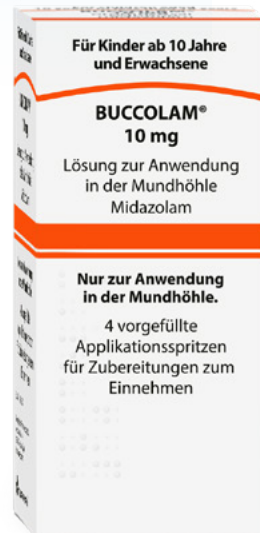 Für Kinder ab 10 Jahre
und Erwachsene
BUCCOLAM®
10 mg
Lösung zur Anwendung
in der Mundhöhle
Midazolam
Nur zur Anwendung
in der Mundhöhle.
4 vorgefüllte
Applikationsspritzen
für Zubereitungen zum
Einnehmen